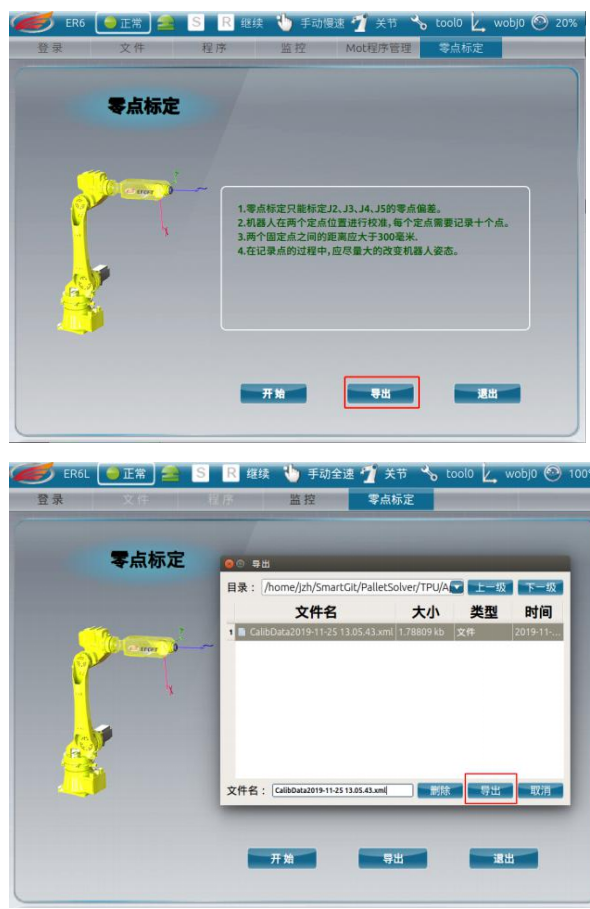 ER6 正常 S R 继续 手动慢速 关节 tool0 wobj0 20%
登录 文件 程序 监控 Mot程序管理 零点标定
零点标定
1.零点标定只能标定J2、J3、J4、J5的零点偏差。
2.机器人在两个定点位置进行校准,每个定点需要记录十个点。
3.两个固定点之间的距离应大于300毫米.
4.在记录点的过程中,应尽量大的改变机器人姿态。
开始 导出 退出
ER6L 正常 S R 继续 手动全速 关节 tool0 wobj0 100%
登录 文件 程序 监控 零点标定
零点标定
导出
目录： /home/jzh/SmartGit/PalletSolver/TPU/A 上一级 下一级
文件名 大小 类型 时间
1 CalibData2019-11-25 13.05.43.xml 1.78809 kb 文件 2019-11-...
文件名： CalibData2019-11-25 13.05.43.xml 删除 导出 取消
开始 导出 退出